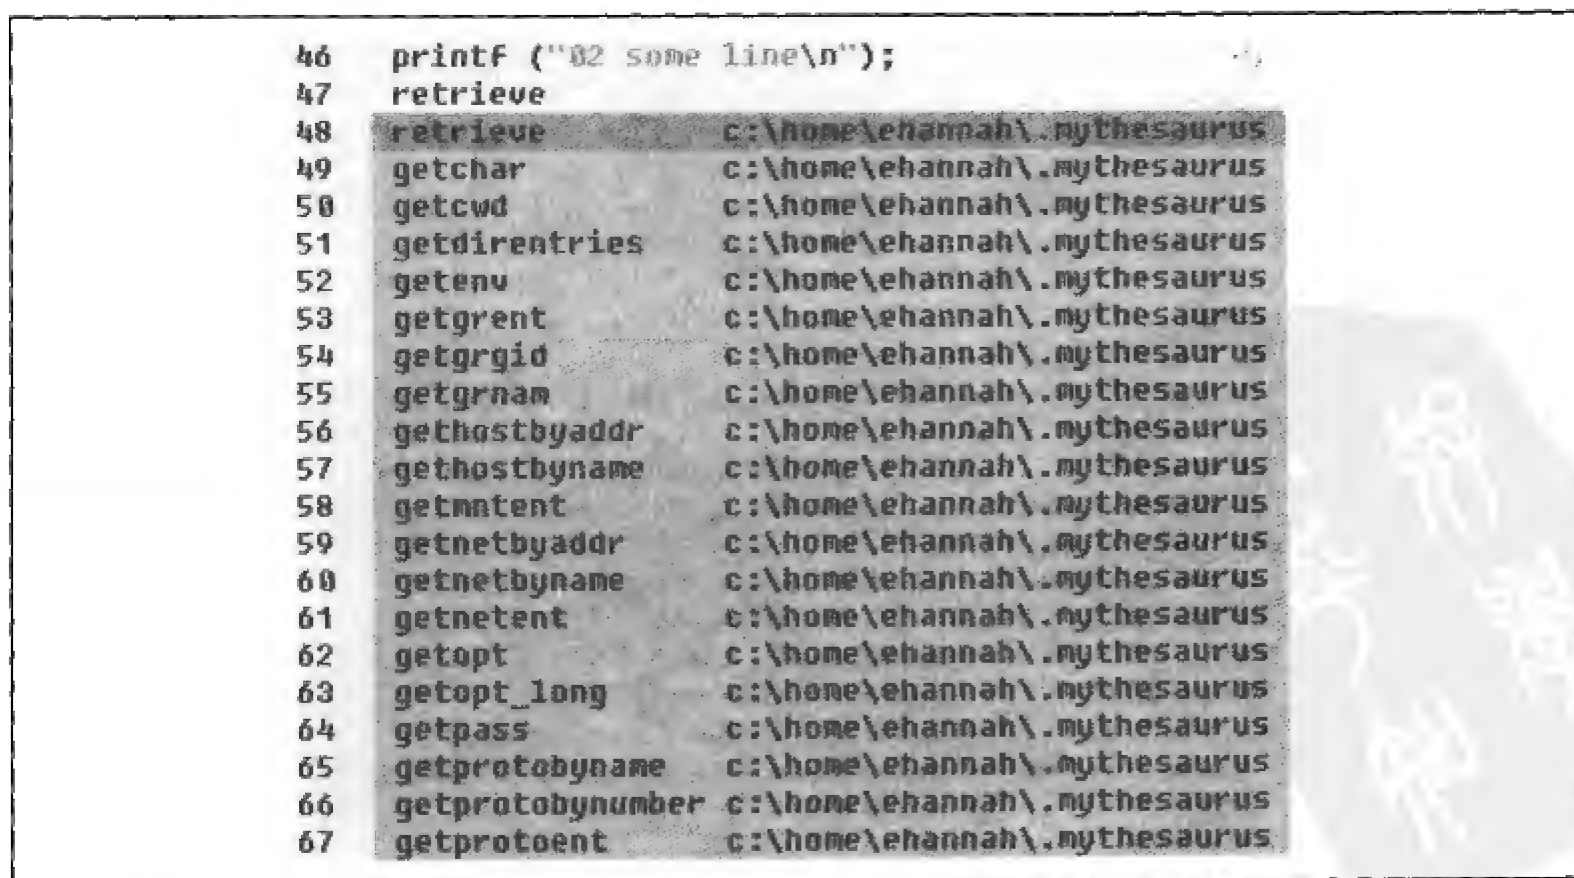 46 printf ("02 some line\n");
47 retrieve
48 retrieve c:\home\ehannah\.mythesaurus
49 getchar c:\home\ehannah\.mythesaurus
50 getcwd c:\home\ehannah\.mythesaurus
51 getdirentries c:\home\ehannah\.mythesaurus
52 getenv c:\home\ehannah\.mythesaurus
53 getgrent c:\home\ehannah\.mythesaurus
54 getgrgid c:\home\ehannah\.mythesaurus
55 getgrnam c:\home\ehannah\.mythesaurus
56 gethostbyaddr c:\home\ehannah\.mythesaurus
57 gethostbyname c:\home\ehannah\.mythesaurus
58 getmntent c:\home\ehannah\.mythesaurus
59 getnetbyaddr c:\home\ehannah\.mythesaurus
60 getnetbyname c:\home\ehannah\.mythesaurus
61 getnetent c:\home\ehannah\.mythesaurus
62 getopt c:\home\ehannah\.mythesaurus
63 getopt_long c:\home\ehannah\.mythesaurus
64 getpass c:\home\ehannah\.mythesaurus
65 getprotobyname c:\home\ehannah\.mythesaurus
66 getprotobynumber c:\home\ehannah\.mythesaurus
67 getprotoent c:\home\ehannah\.mythesaurus